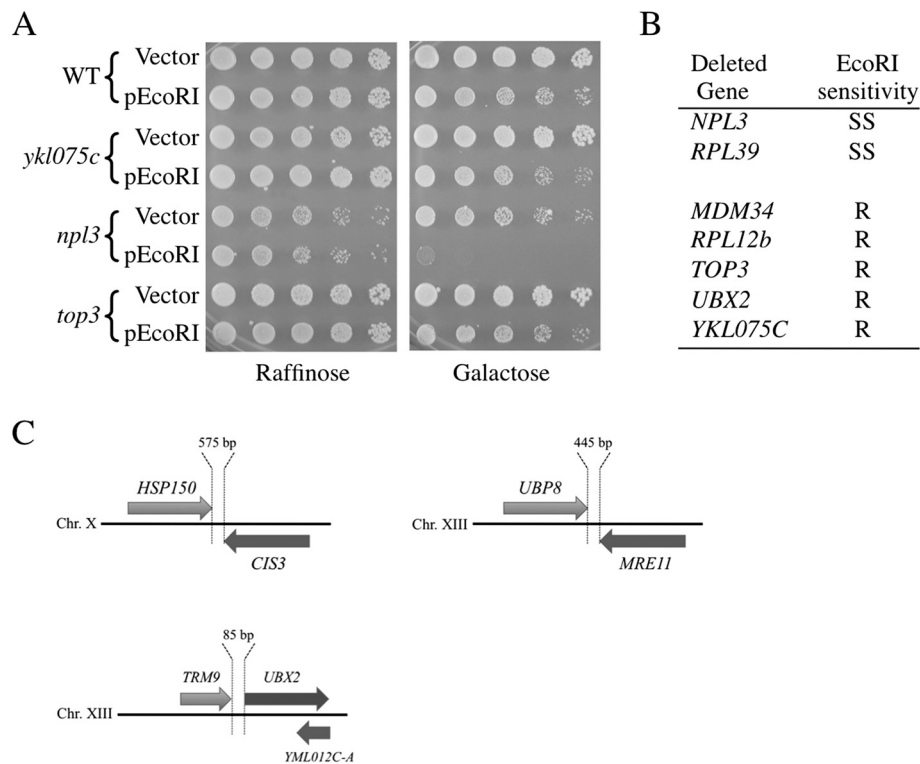 A
WT
Vector
pEcoRI
ykl075c
Vector
pEcoRI
npl3
Vector
pEcoRI
top3
Vector
pEcoRI
Raffinose
Galactose
B
Deleted Gene
EcoRI sensitivity
NPL3 SS
RPL39 SS
MDM34 R
RPL12b R
TOP3 R
UBX2 R
YKL075C R
C
575 bp
HSP150
Chr. X
CIS3
445 bp
UBP8
Chr. XIII
MRE11
85 bp
TRM9 UBX2
Chr. XIII
YML012C-A